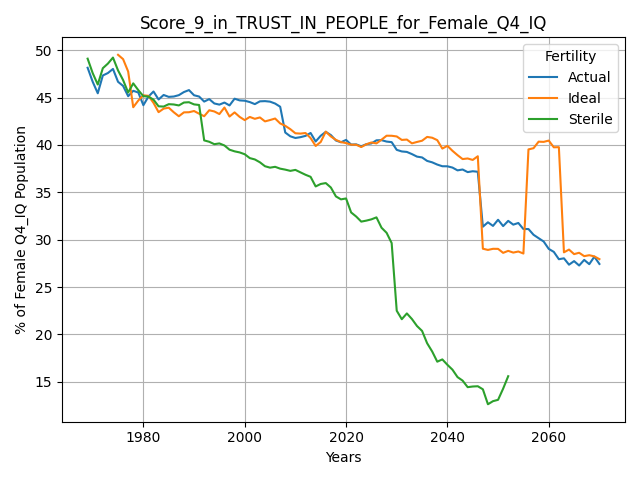 Score_9_in_TRUST_IN_PEOPLE_for_Female_Q4_IQ
Fertility
Actual
Ideal
Sterile
% of Female Q4_IQ Population
50
45
40
35
30
25
20
15
1980
2000
2020
2040
2060
Years